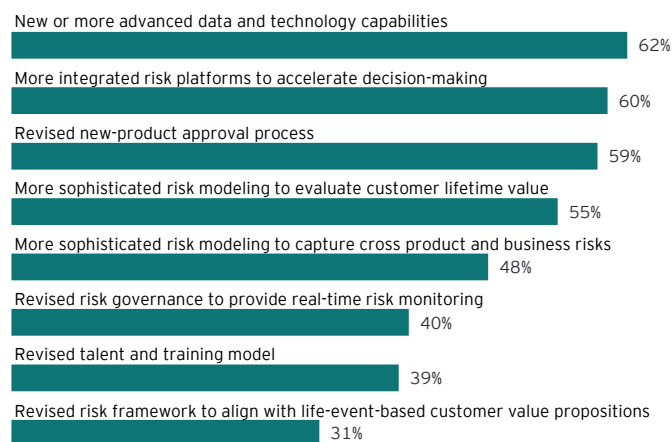 New or more advanced data and technology capabilities
62%
More integrated risk platforms to accelerate decision-making
60%
Revised new-product approval process
59%
More sophisticated risk modeling to evaluate customer lifetime value
55%
More sophisticated risk modeling to capture cross product and business risks
48%
Revised risk governance to provide real-time risk monitoring
40%
Revised talent and training model
39%
Revised risk framework to align with life-event-based customer value propositions
31%